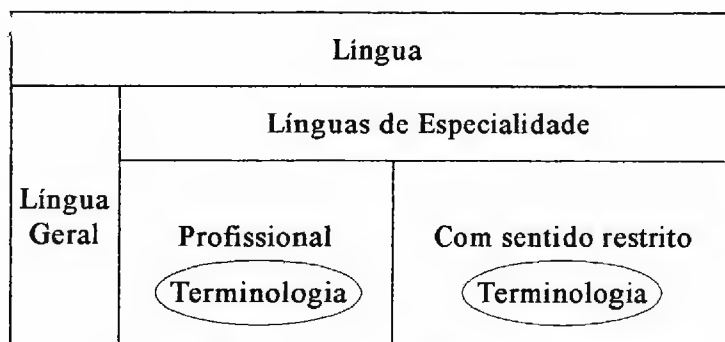 Língua
Línguas de Especialidade
Língua
Geral
Profissional
Terminologia
Com sentido restrito
Terminologia